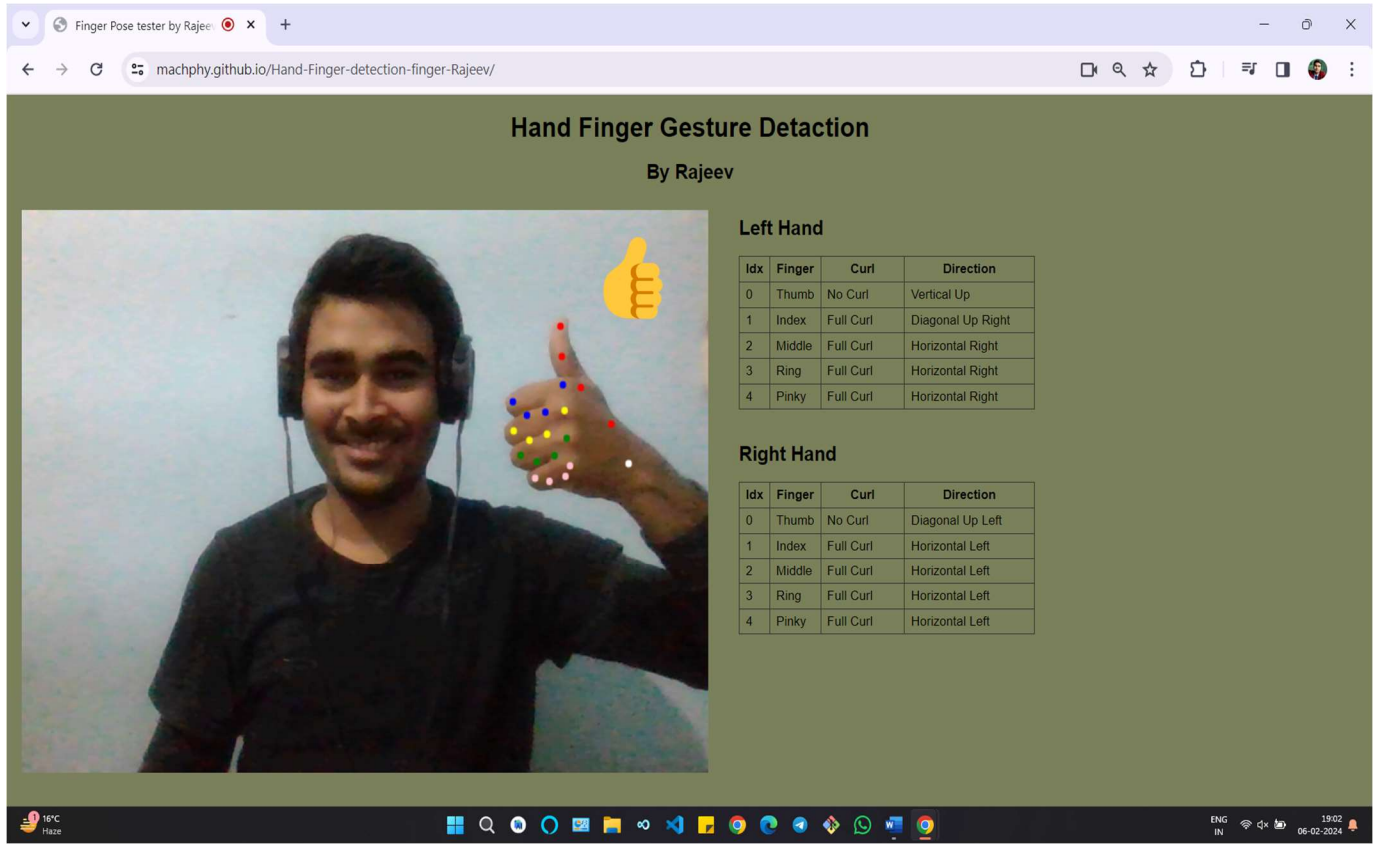 Finger Pose tester by Rajeev
machphy.github.io/Hand-Finger-detection-finger-Rajeev/
Hand Finger Gesture Detaction
By Rajeev
Left Hand
Idx Finger Curl Direction
0 Thumb No Curl Vertical Up
1 Index Full Curl Diagonal Up Right
2 Middle Full Curl Horizontal Right
3 Ring Full Curl Horizontal Right
4 Pinky Full Curl Horizontal Right
Right Hand
Idx Finger Curl Direction
0 Thumb No Curl Diagonal Up Left
1 Index Full Curl Horizontal Left
2 Middle Full Curl Horizontal Left
3 Ring Full Curl Horizontal Left
4 Pinky Full Curl Horizontal Left
1
16°C
Haze
ENG
IN
19:02
06-02-2024